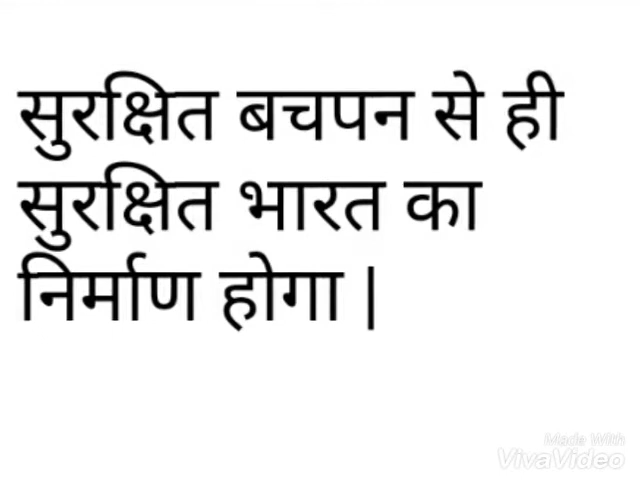 सुरक्षित बचपन से ही
सुरक्षित भारत का
निर्माण होगा |
Made With
VivaVideo